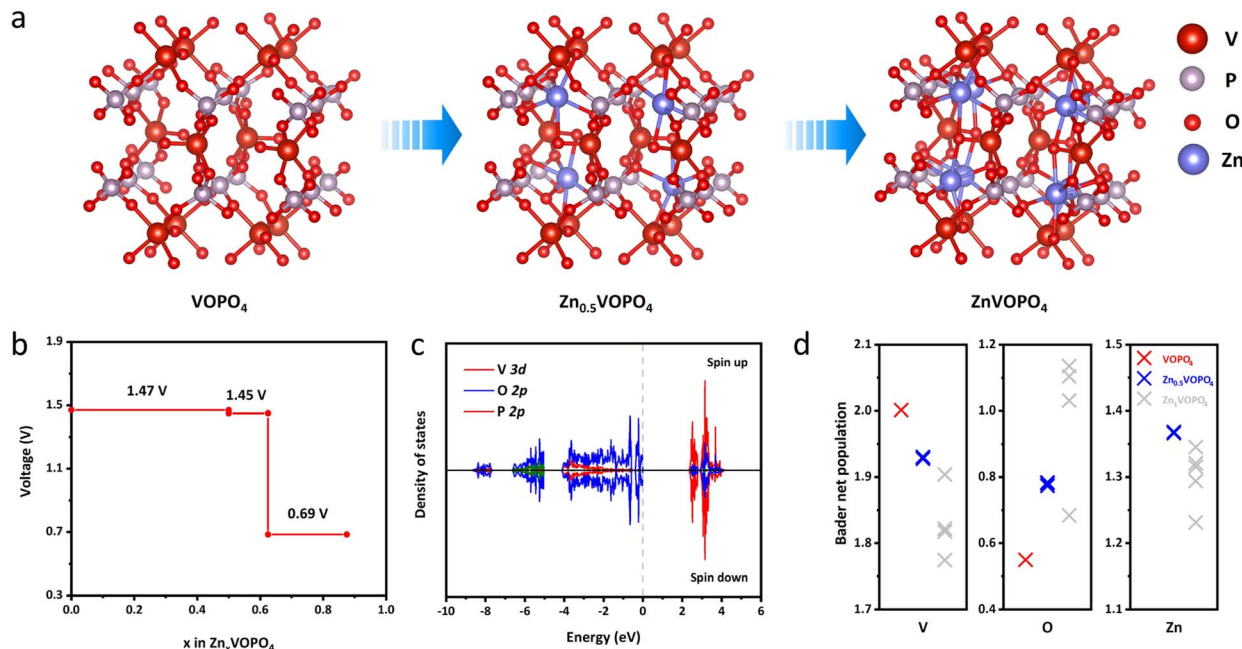 a
V
P
O
Zn
VOPO₄
Zn₀.₅VOPO₄
ZnVOPO₄
b
Voltage (V)
1.9
1.5
1.1
0.7
0.3
1.47 V
1.45 V
0.69 V
0.0
0.2
0.4
0.6
0.8
1.0
x in ZnₓVOPO₄
c
Density of states
V 3d
O 2p
P 2p
Spin up
Spin down
-10
-8
-6
-4
-2
0
2
4
6
Energy (eV)
d
Bader net population
2.1
2.0
1.9
1.8
1.7
V
1.2
1.0
0.8
0.6
0.4
O
1.5
1.4
1.3
1.2
1.1
VOPO₄
Zn₀.₅VOPO₄
Zn₁VOPO₄
Zn